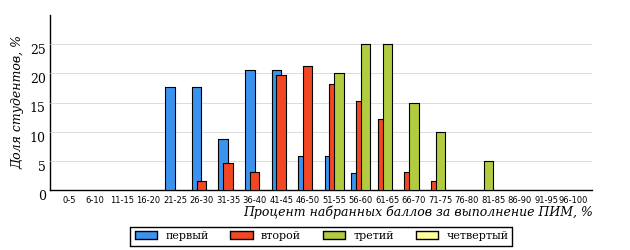 Доля студентов, %
25
20
15
10
5
0
0-5 6-10 11-15 16-20 21-25 26-30 31-35 36-40 41-45 46-50 51-55 56-60 61-65 66-70 71-75 76-80 81-85 86-90 91-95 96-100
Процент набранных баллов за выполнение ПИМ, %
первый второй третий четвертый